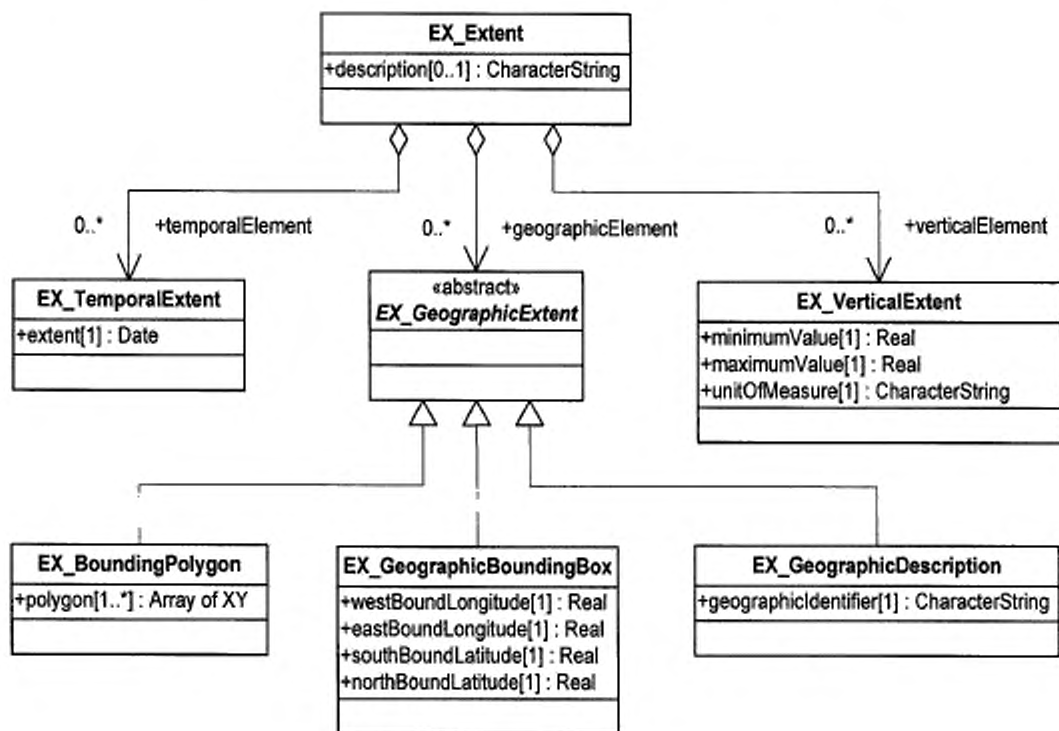 EX_Extent
+description[0..1] : CharacterString
0..*
+temporalElement
0..*
+geographicElement
0..*
+verticalElement
EX_TemporalExtent
+extent[1] : Date
«abstract»
EX_GeographicExtent
EX_VerticalExtent
+minimumValue[1] : Real
+maximumValue[1] : Real
+unitOfMeasure[1] : CharacterString
EX_BoundingPolygon
+polygon[1..*] : Array of XY
EX_GeographicBoundingBox
+westBoundLongitude[1] : Real
+eastBoundLongitude[1] : Real
+southBoundLatitude[1] : Real
+northBoundLatitude[1] : Real
EX_GeographicDescription
+geographicIdentifier[1] : CharacterString